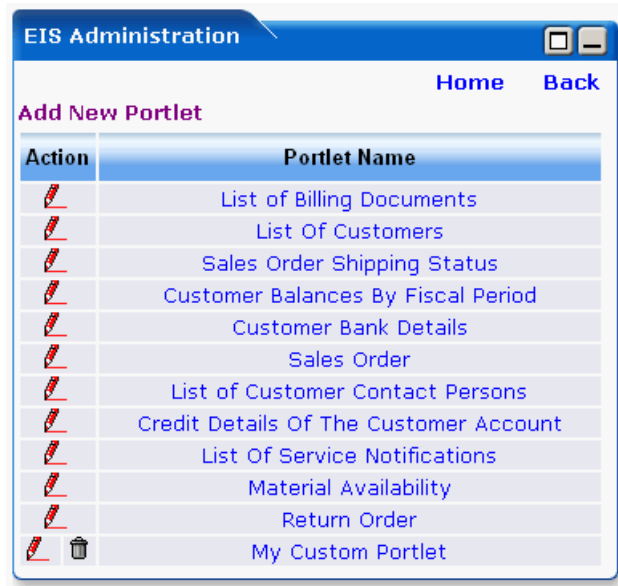 EIS Administration
Home Back
Add New Portlet
Action Portlet Name
List of Billing Documents
List Of Customers
Sales Order Shipping Status
Customer Balances By Fiscal Period
Customer Bank Details
Sales Order
List of Customer Contact Persons
Credit Details Of The Customer Account
List Of Service Notifications
Material Availability
Return Order
My Custom Portlet